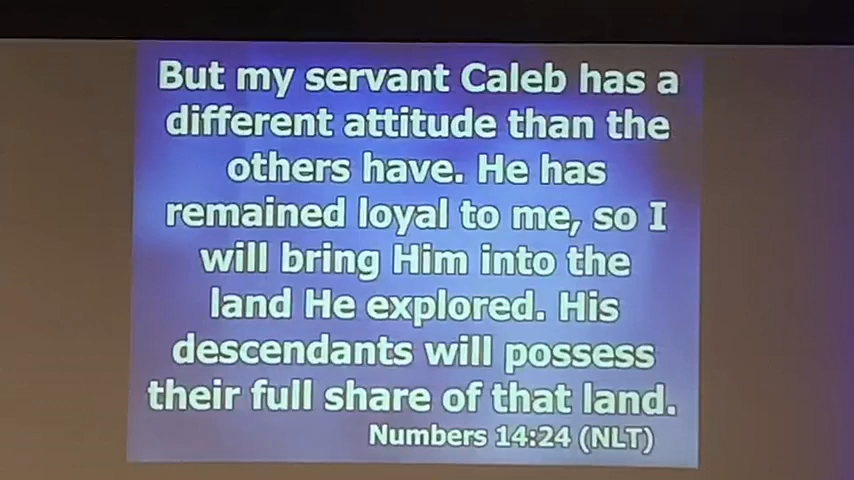 But my servant Caleb has a
different attitude than the
others have. He has
remained loyal to me, so I
will bring Him into the
land He explored. His
descendants will possess
their full share of that land.
Numbers 14:24 (NLT)